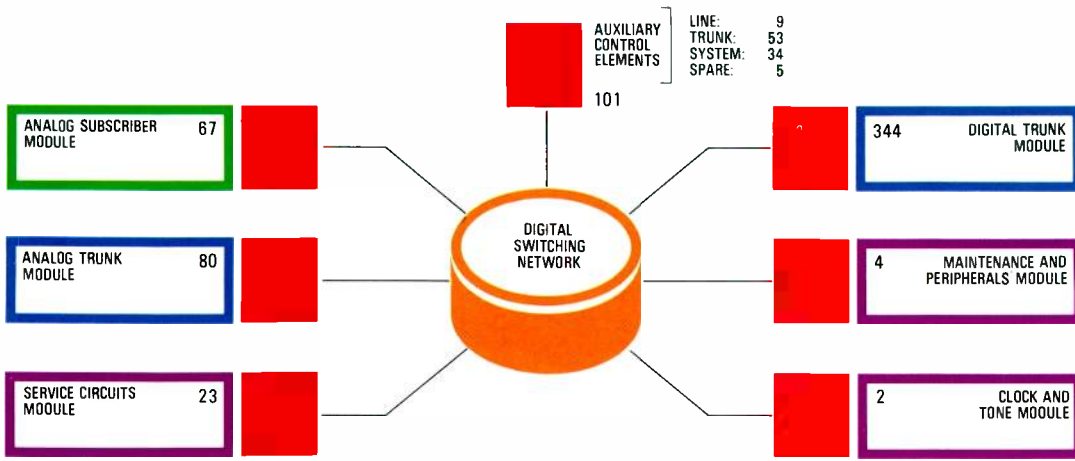 AUXILIARY
CONTROL
ELEMENTS
101
LINE: 9
TRUNK: 53
SYSTEM: 34
SPARE: 5
ANALOG SUBSCRIBER 67
MODULE
344 DIGITAL TRUNK
MODULE
DIGITAL
SWITCHING
NETWORK
ANALOG TRUNK 80
MODULE
4 MAINTENANCE AND
PERIPHERALS MODULE
SERVICE CIRCUITS 23
MODULE
2 CLOCK AND
TONE MODULE